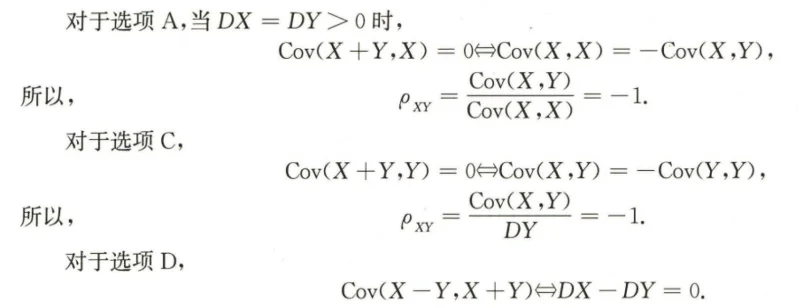 对于选项 A,当 DX = DY > 0 时,
Cov(X + Y,X) = 0⇔Cov(X,X) = −Cov(X,Y),
所以, ρ_XY = Cov(X,Y)/Cov(X,X) = −1.
对于选项 C,
Cov(X + Y,Y) = 0⇔Cov(X,Y) = −Cov(Y,Y),
所以, ρ_XY = Cov(X,Y)/DY = −1.
对于选项 D,
Cov(X − Y,X + Y)⇔DX − DY = 0.